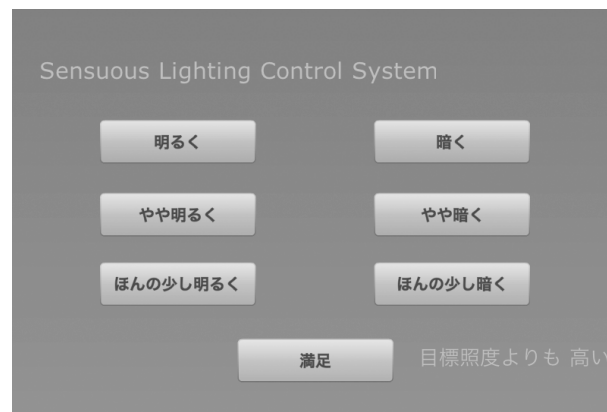 Sensuous Lighting Control System
明るく 暗く
やや明るく やや暗く
ほんの少し明るく ほんの少し暗く
満足 目標照度よりも 高い